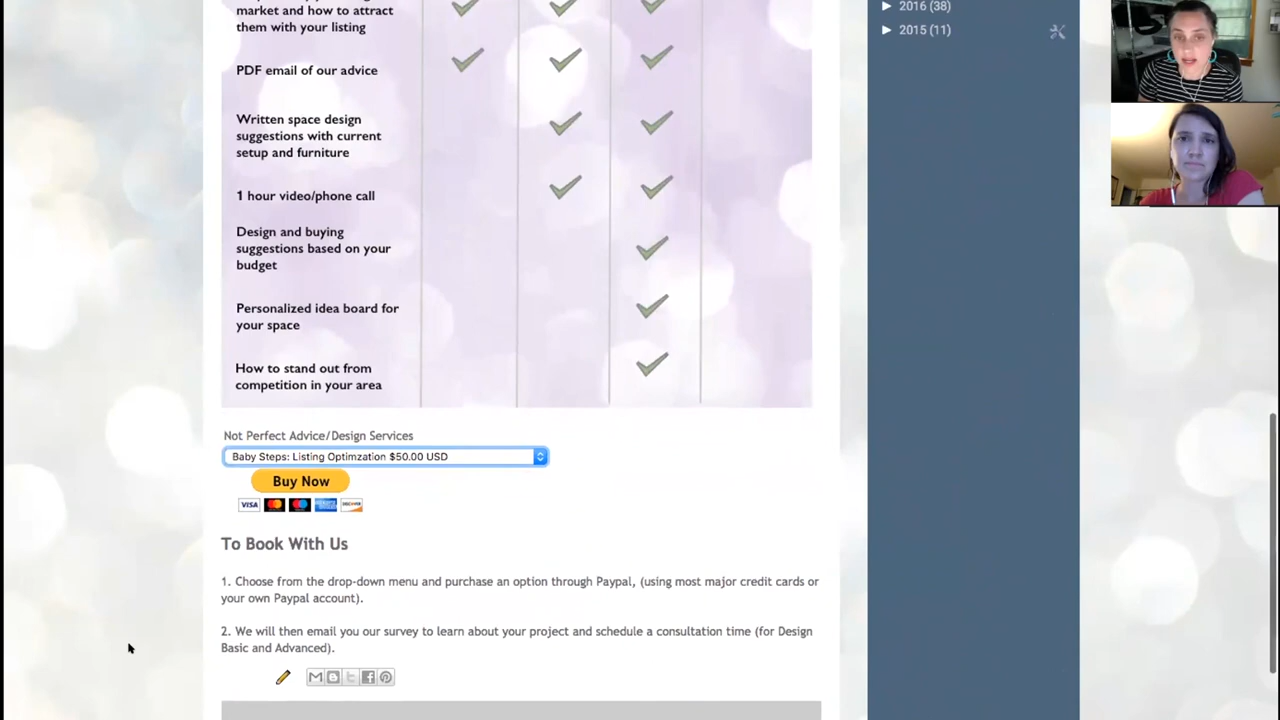 market and how to attract
them with your listing
PDF email of our advice
Written space design
suggestions with current
setup and furniture
1 hour video/phone call
Design and buying
suggestions based on your
budget
Personalized idea board for
your space
How to stand out from
competition in your area
Not Perfect Advice/Design Services
Baby Steps: Listing Optimzation $50.00 USD
Buy Now
VISA
DISCOVER
To Book With Us
1. Choose from the drop-down menu and purchase an option through Paypal, (using most major credit cards or
your own Paypal account).
2. We will then email you our survey to learn about your project and schedule a consultation time (for Design
Basic and Advanced).
► 2016 (38)
► 2015 (11)